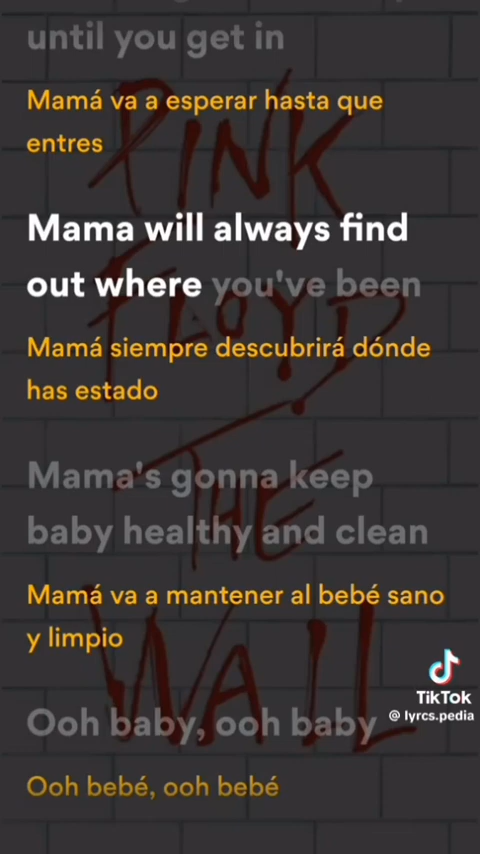 until you get in
Mamá va a esperar hasta que
entres
Mama will always find
out where you've been
Mamá siempre descubrirá dónde
has estado
Mama's gonna keep
baby healthy and clean
Mamá va a mantener al bebé sano
y limpio
Ooh baby, ooh baby
Ooh bebé, ooh bebé
PINK
FLOYD
THE
WALL
TikTok
@ lyrcs.pedia